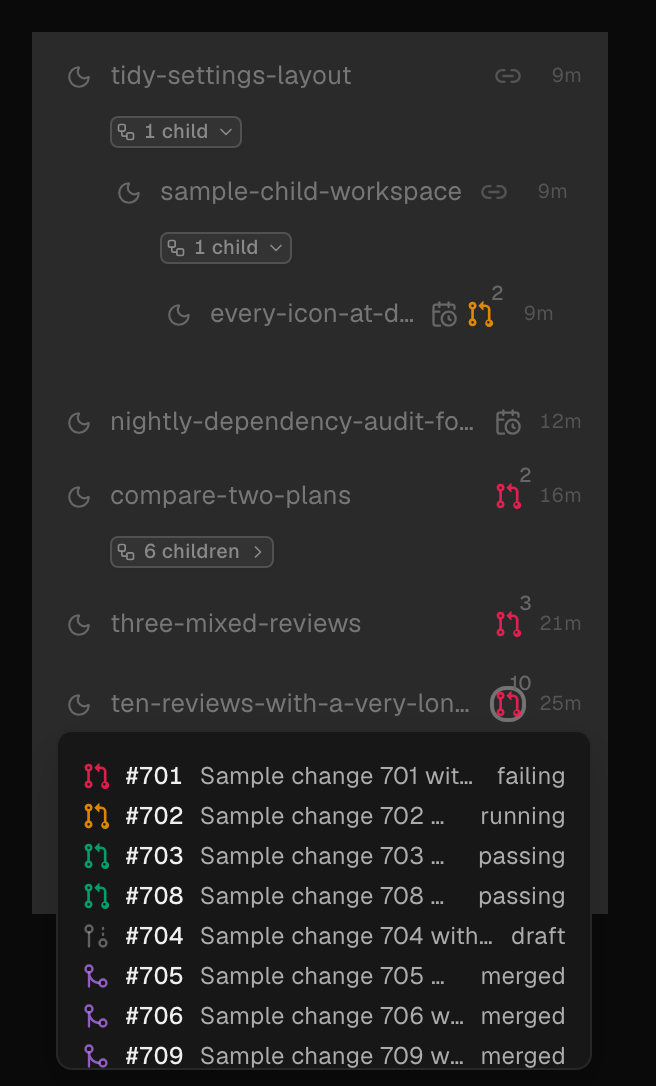 tidy-settings-layout 9m
1 child
sample-child-workspace 9m
1 child
every-icon-at-d... 2 9m
nightly-dependency-audit-fo... 12m
compare-two-plans 2 16m
6 children
three-mixed-reviews 3 21m
ten-reviews-with-a-very-lon... 10 25m
#701 Sample change 701 wit... failing
#702 Sample change 702 ... running
#703 Sample change 703 ... passing
#708 Sample change 708 ... passing
#704 Sample change 704 with... draft
#705 Sample change 705 ... merged
#706 Sample change 706 w... merged
#709 Sample change 709 w... merged